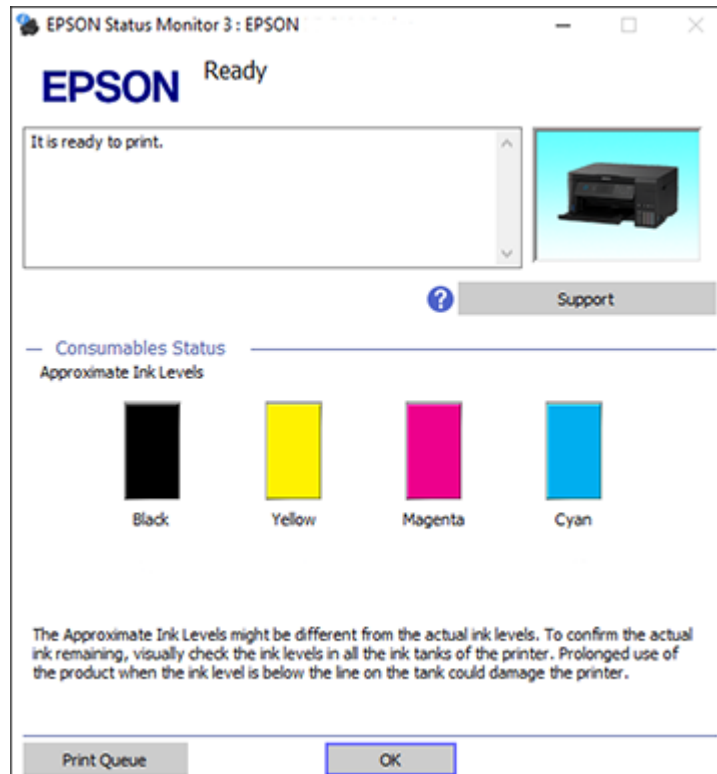 EPSON Status Monitor 3 : EPSON
EPSON
Ready
It is ready to print.
?
Support
Consumables Status
Approximate Ink Levels
Black Yellow Magenta Cyan
The Approximate Ink Levels might be different from the actual ink levels. To confirm the actual
ink remaining, visually check the ink levels in all the ink tanks of the printer. Prolonged use of
the product when the ink level is below the line on the tank could damage the printer.
Print Queue
OK